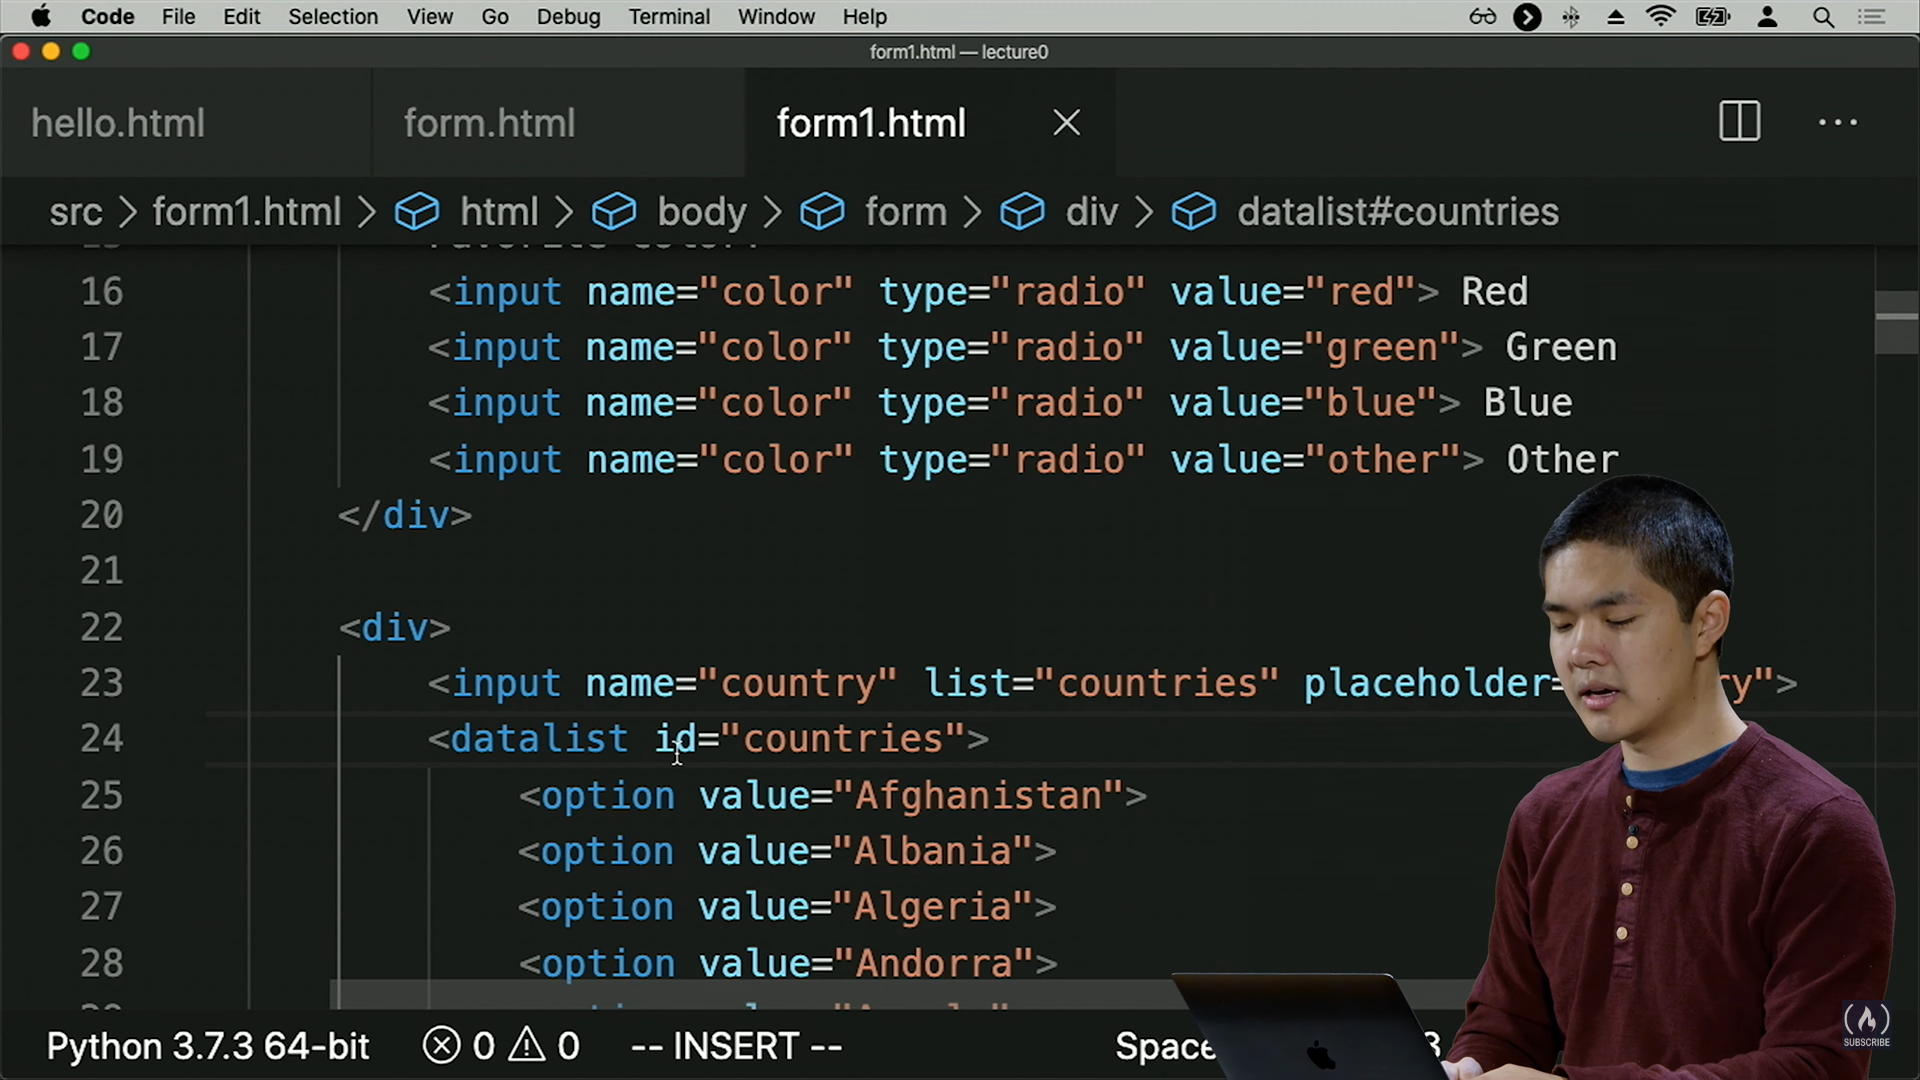 Code File Edit Selection View Go Debug Terminal Window Help
form1.html — lecture0
hello.html form.html form1.html
src > form1.html > html > body > form > div > datalist#countries
16 <input name="color" type="radio" value="red"> Red
17 <input name="color" type="radio" value="green"> Green
18 <input name="color" type="radio" value="blue"> Blue
19 <input name="color" type="radio" value="other"> Other
20 </div>
21
22 <div>
23 <input name="country" list="countries" placeholder= ry">
24 <datalist id="countries">
25 <option value="Afghanistan">
26 <option value="Albania">
27 <option value="Algeria">
28 <option value="Andorra">
Python 3.7.3 64-bit 0 0 -- INSERT --
SUBSCRIBE